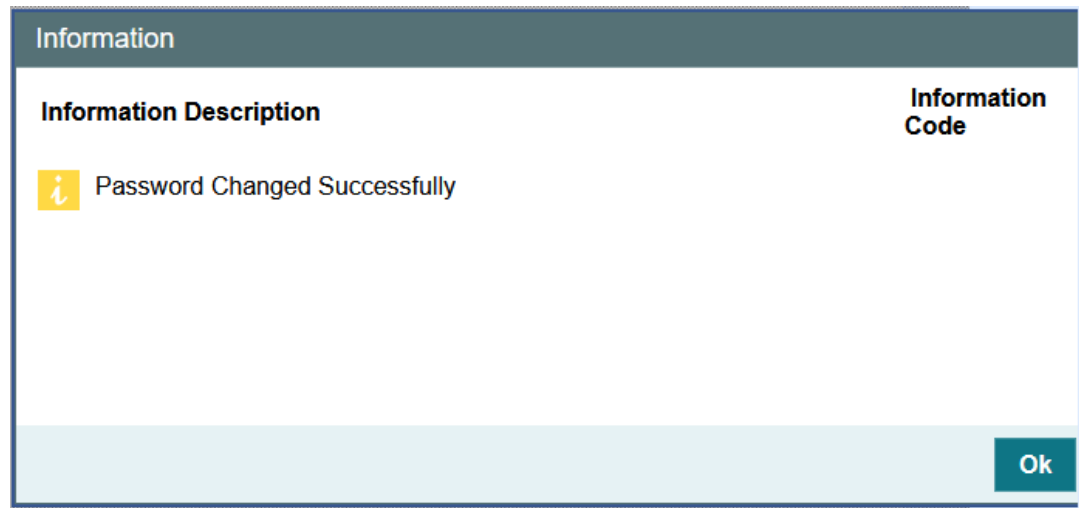 Information
Information Description
Information
Code
Password Changed Successfully
Ok